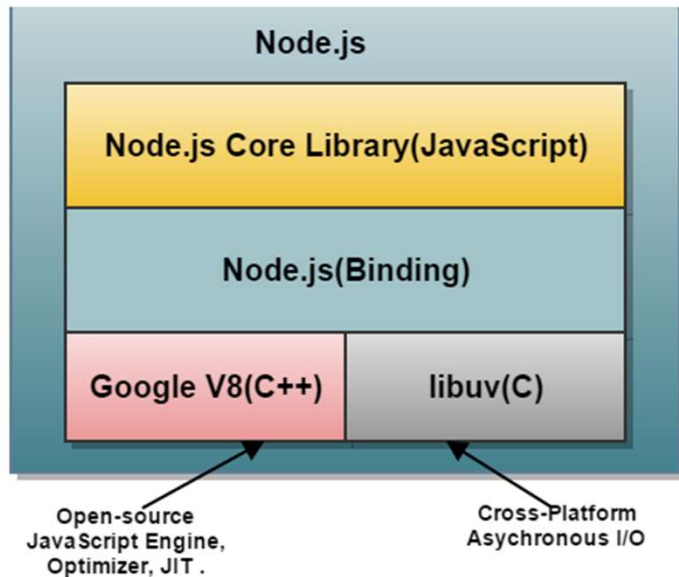 Node.js
Node.js Core Library(JavaScript)
Node.js(Binding)
Google V8(C++)
libuv(C)
Open-source
JavaScript Engine,
Optimizer, JIT .
Cross-Platform
Asychronous I/O